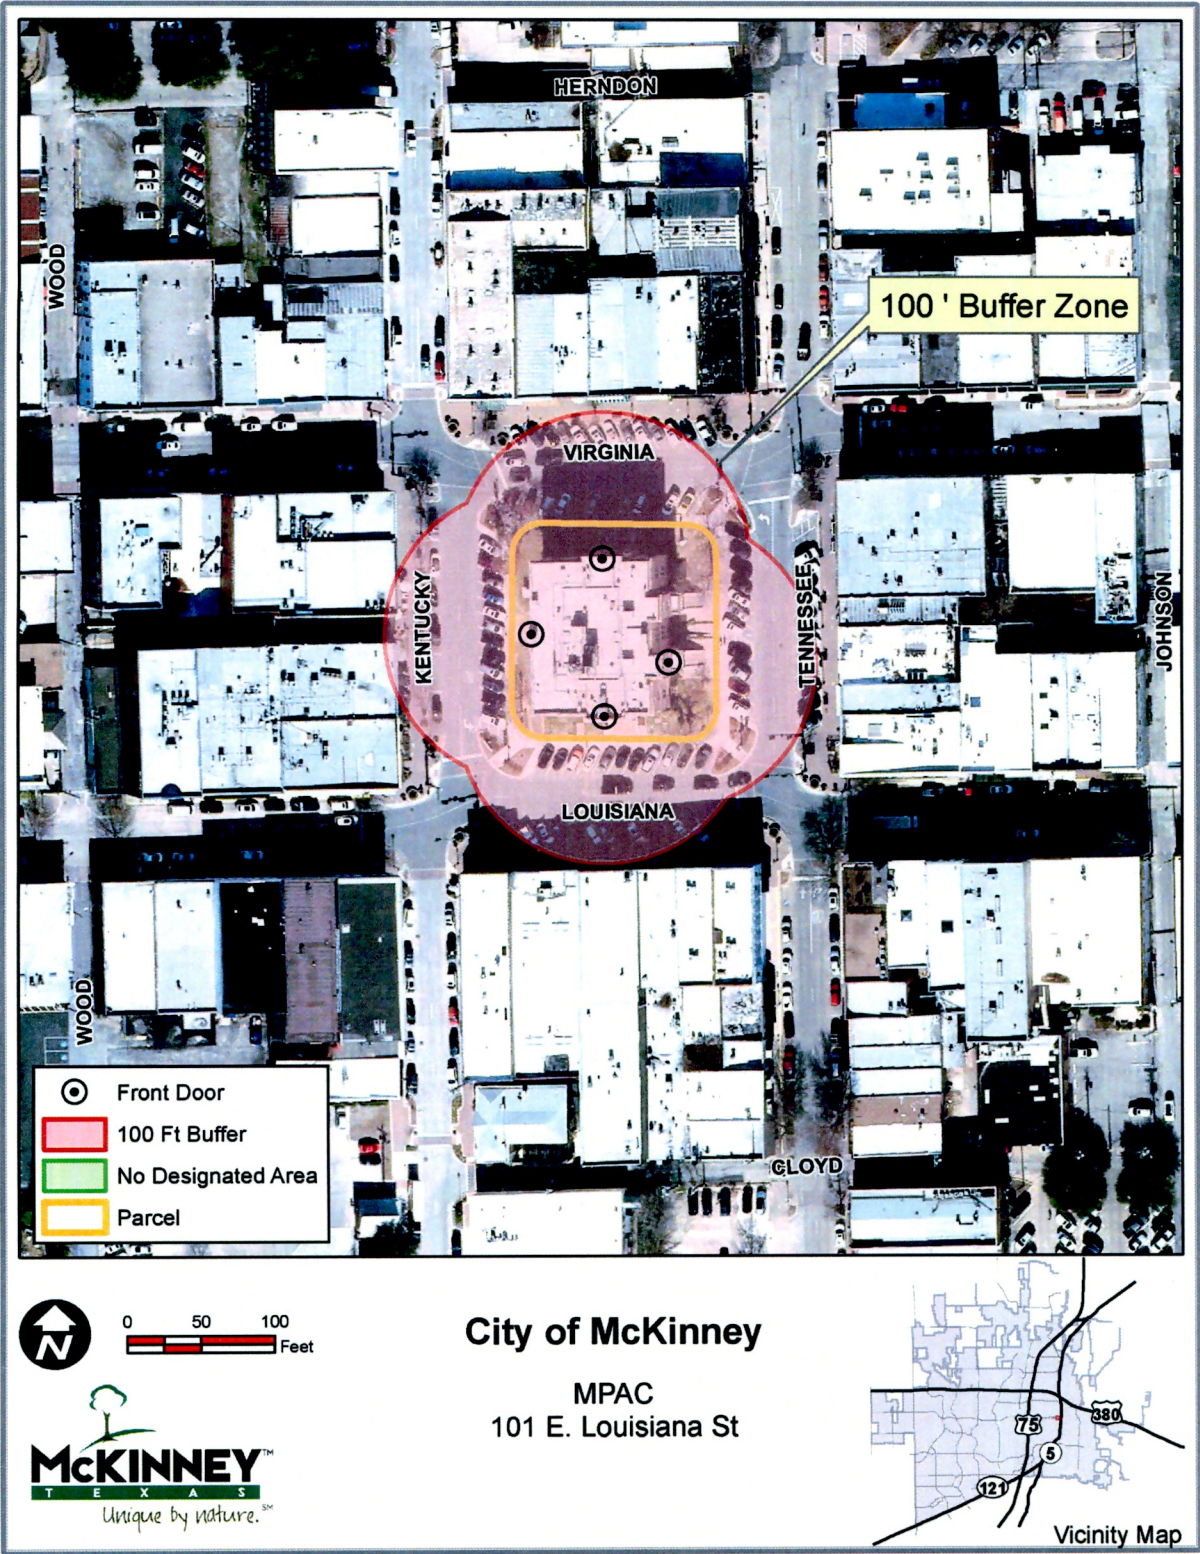 HERNDON
WOOD
100 ' Buffer Zone
VIRGINIA
KENTUCKY
TENNESSEE
JOHNSON
LOUISIANA
WOOD
CLOYD
Front Door
100 Ft Buffer
No Designated Area
Parcel
N
0 50 100
Feet
City of McKinney
MPAC
101 E. Louisiana St
McKINNEY™
TEXAS
Unique by nature.℠
75
380
5
121
Vicinity Map